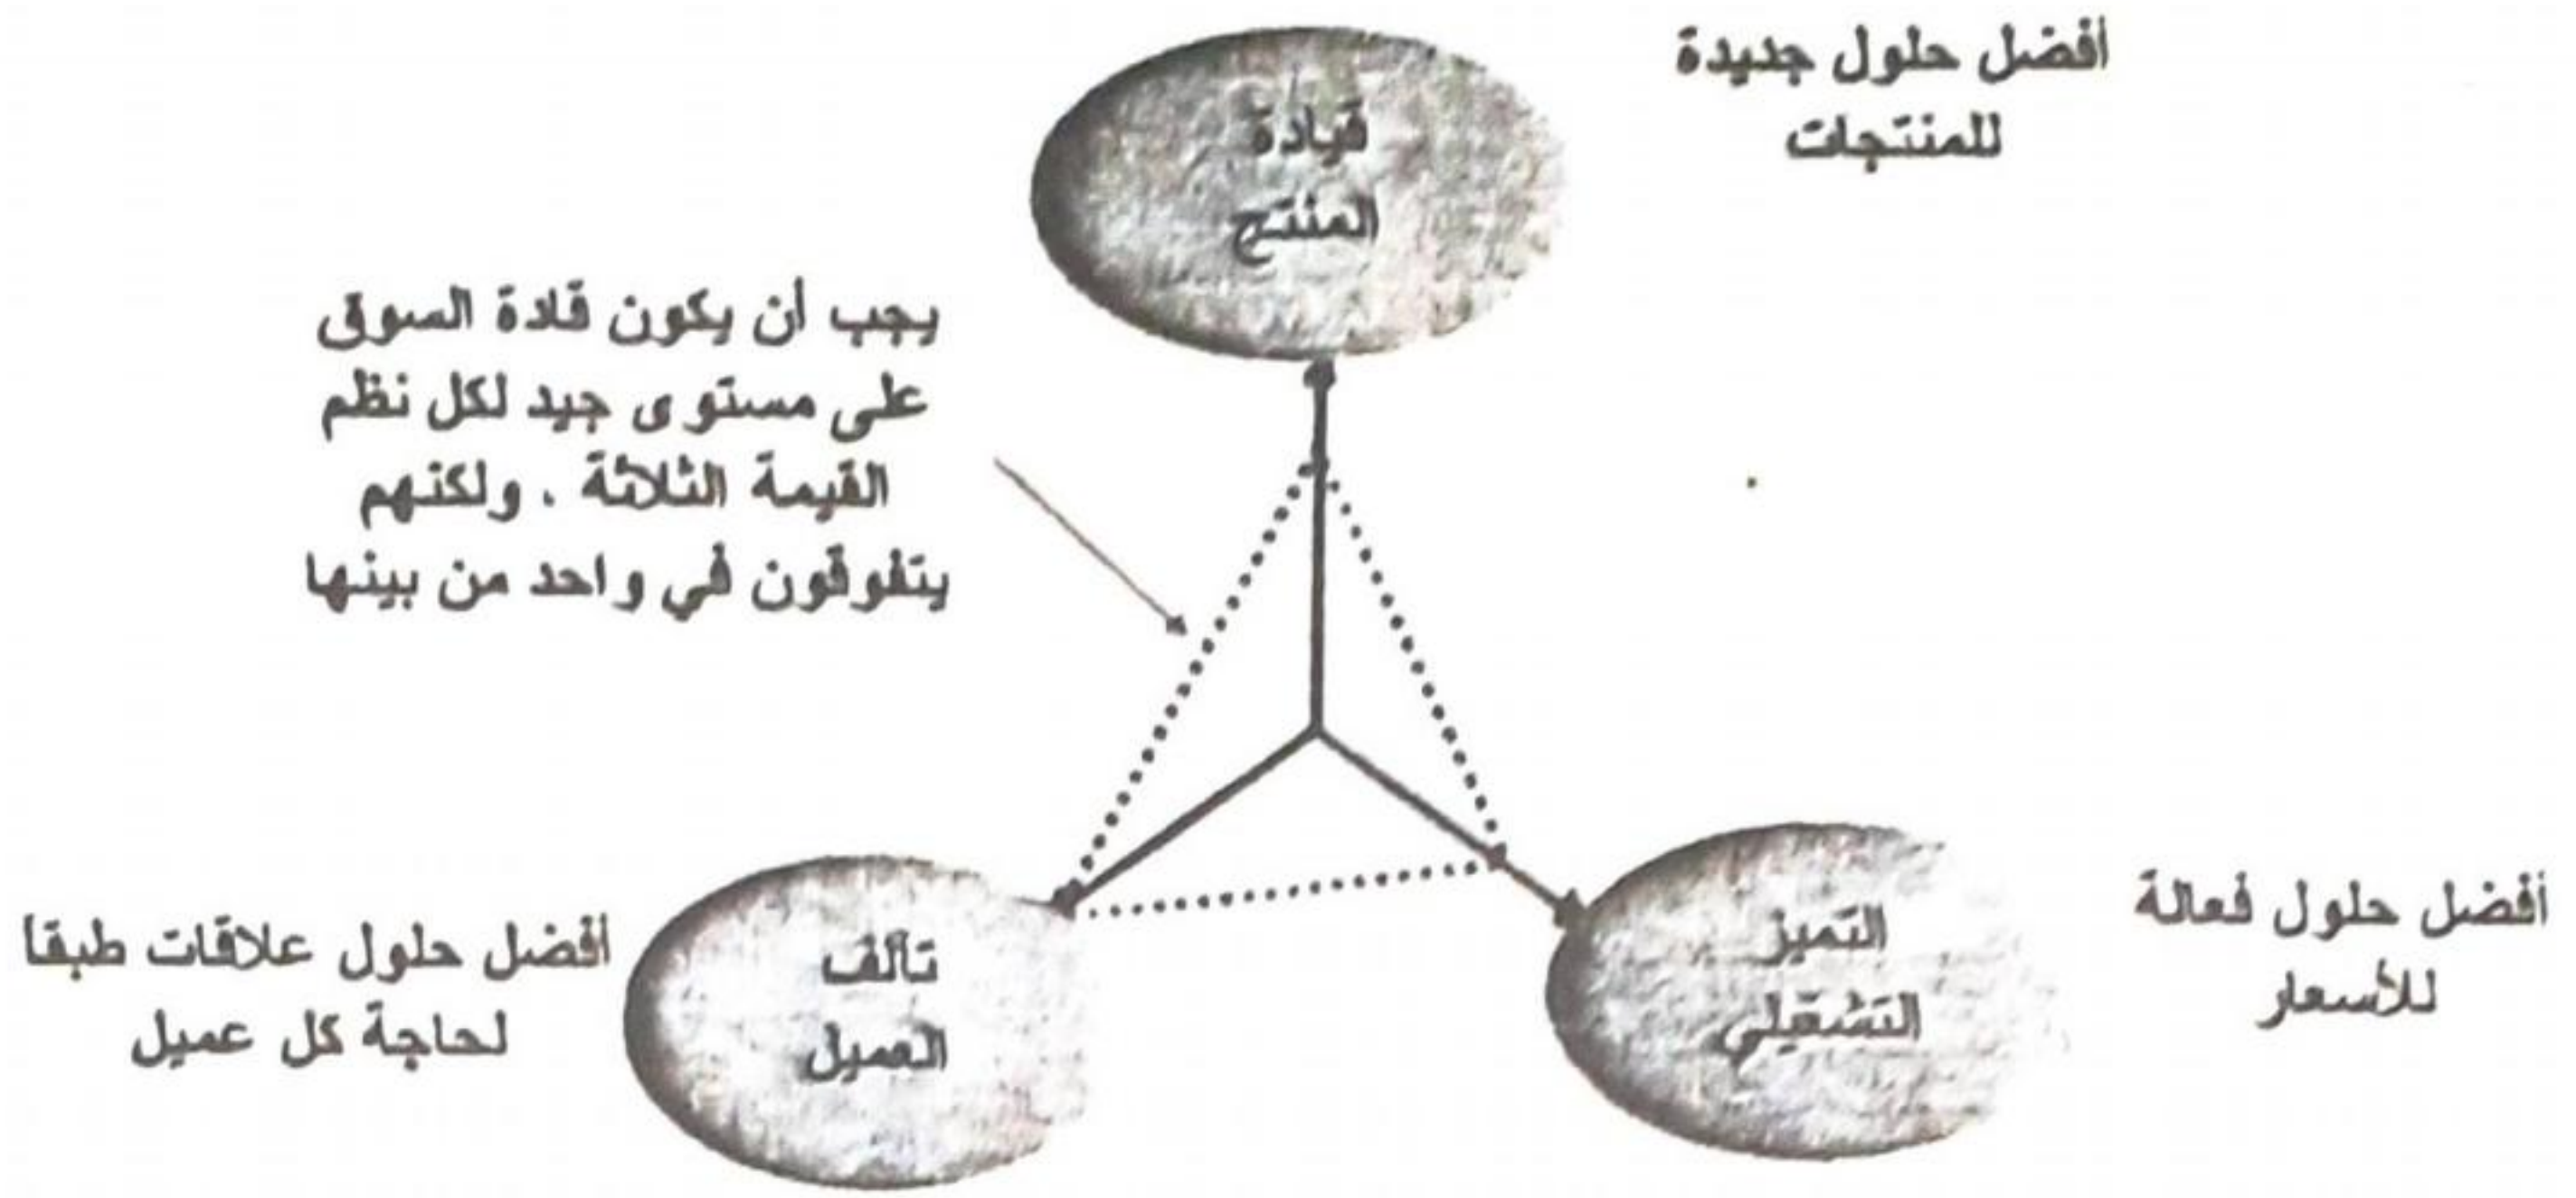 أفضل حلول جديدة
للمنتجات
قيادة
المنتج
يجب أن يكون قادة السوق
على مستوى جيد لكل نظم
القيمة الثلاثة ، ولكنهم
يتفوقون في واحد من بينها
أفضل حلول فعالة
للأسعار
التميز
التشغيلي
تآلف
العميل
أفضل حلول علاقات طبقا
لحاجة كل عميل